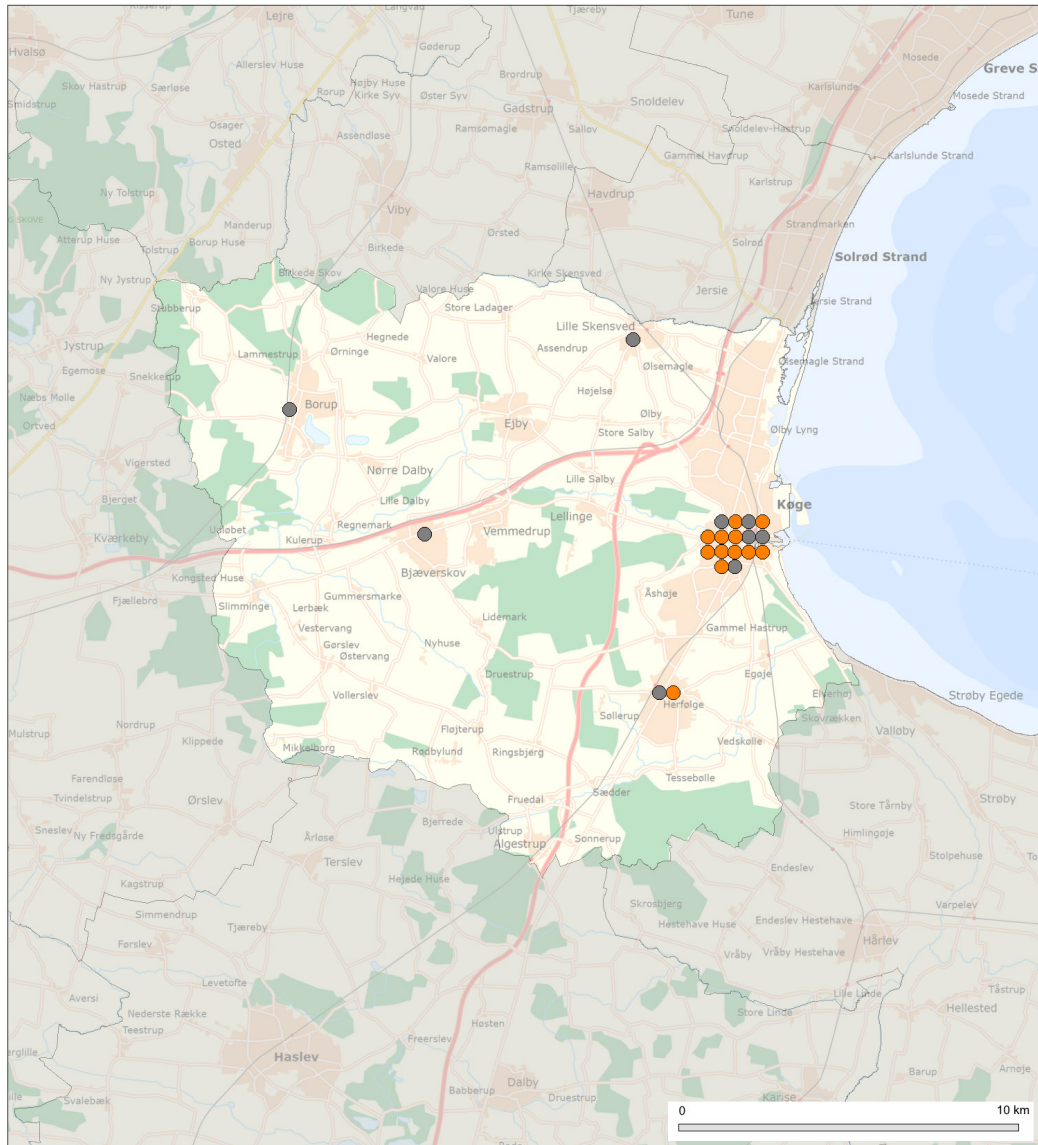 Kisserup
Lejre
Langvad
Tjæreby
Tune
Hvalsø
Gøderup
Mosede
Allerslev Huse
Greve S
Skov Hastrup
Særløse
Rorup
Højby Huse
Kirke Syv
Øster Syv
Brordrup
Karlslunde
Mosede Strand
Smidstrup
Gadstrup
Snoldelev
Osager
Osted
Assendløse
Ramsømagle
Salløv
Snoldelev-Hastrup
Gammel Havdrup
Karlslunde Strand
Ny Tolstrup
Ramsølille
Havdrup
Karlstrup
G SKOVE
Manderup
Viby
Strandmarken
Atterup Huse
Tolstrup
Borup Huse
Birkede
Ørsted
Solrød
Solrød Strand
Ny Jystrup
Birkede Skov
Kirke Skensved
Valore Huse
Jersie
Jersie Strand
Stubberup
Store Ladager
Lille Skensved
Hegnede
Jystrup
Lammestrup
Ørninge
Valore
Assendrup
Ølsemagle
Ølsemagle Strand
Egemose
Snekkerup
Højelse
Næbs Mølle
Borup
Ølby
Ortved
Ejby
Store Salby
Ølby Lyng
Vigersted
Nørre Dalby
Lille Salby
Bjerget
Lille Dalby
Køge
Regnemark
Lellinge
Kværkeby
Ualobet
Kulerup
Vemmedrup
Bjæverskov
Kongsted Huse
Fjællebro
Slimminge
Gummersmarke
Åshøje
Lerbæk
Lidemark
Vestervang
Gammel Hastrup
Gørslev
Nyhuse
Østervang
Druestrup
Egøje
Vollerslev
Elverhøj
Strøby Egede
Herfølge
Nordrup
Søllerup
Skovrækken
Mulstrup
Klippede
Fløjterup
Valløby
Mikkelborg
Rødbylund
Ringsbjerg
Vedskølle
Farendløse
Tessebølle
Tvindelstrup
Ørslev
Fruedal
Sædder
Strøby
Store Tårnby
Sneslev
Ny Fredsgårde
Årløse
Bjerrede
Ulstrup
Algestrup
Sonnerup
Himlingøje
Terslev
Stolpehuse
Endeslev
Kagstrup
Hejede Huse
Skrosbjerg
Varpelev
Simmendrup
Endeslev Hestehave
Førslev
Tjæreby
Hestehave Huse
Hårlev
Vråby
Vråby Hestehave
Levetofte
Lille Linde
Tåstrup
Aversi
Nederste Række
Store Linde
Hellested
Teestrup
Høsten
Freerslev
Haslev
Dalby
Barup
Arnøje
Svalebæk
Babberup
Druestrup
Karise
0
10 km